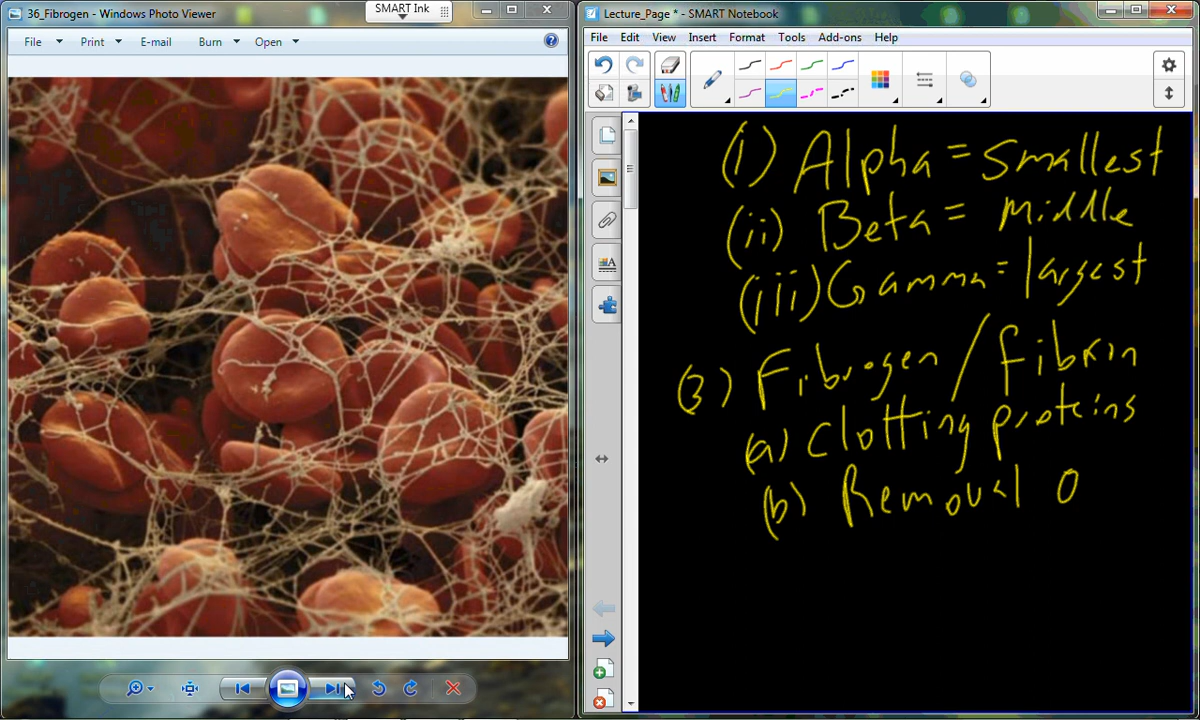 36_Fibrogen - Windows Photo Viewer
SMART Ink
File Print E-mail Burn Open
Lecture_Page * - SMART Notebook
File Edit View Insert Format Tools Add-ons Help
(i) Alpha = Smallest
(ii) Beta = Middle
(iii) Gamma = largest
(3) Fibrogen / fibrin
(a) Clotting proteins
(b) Removal O